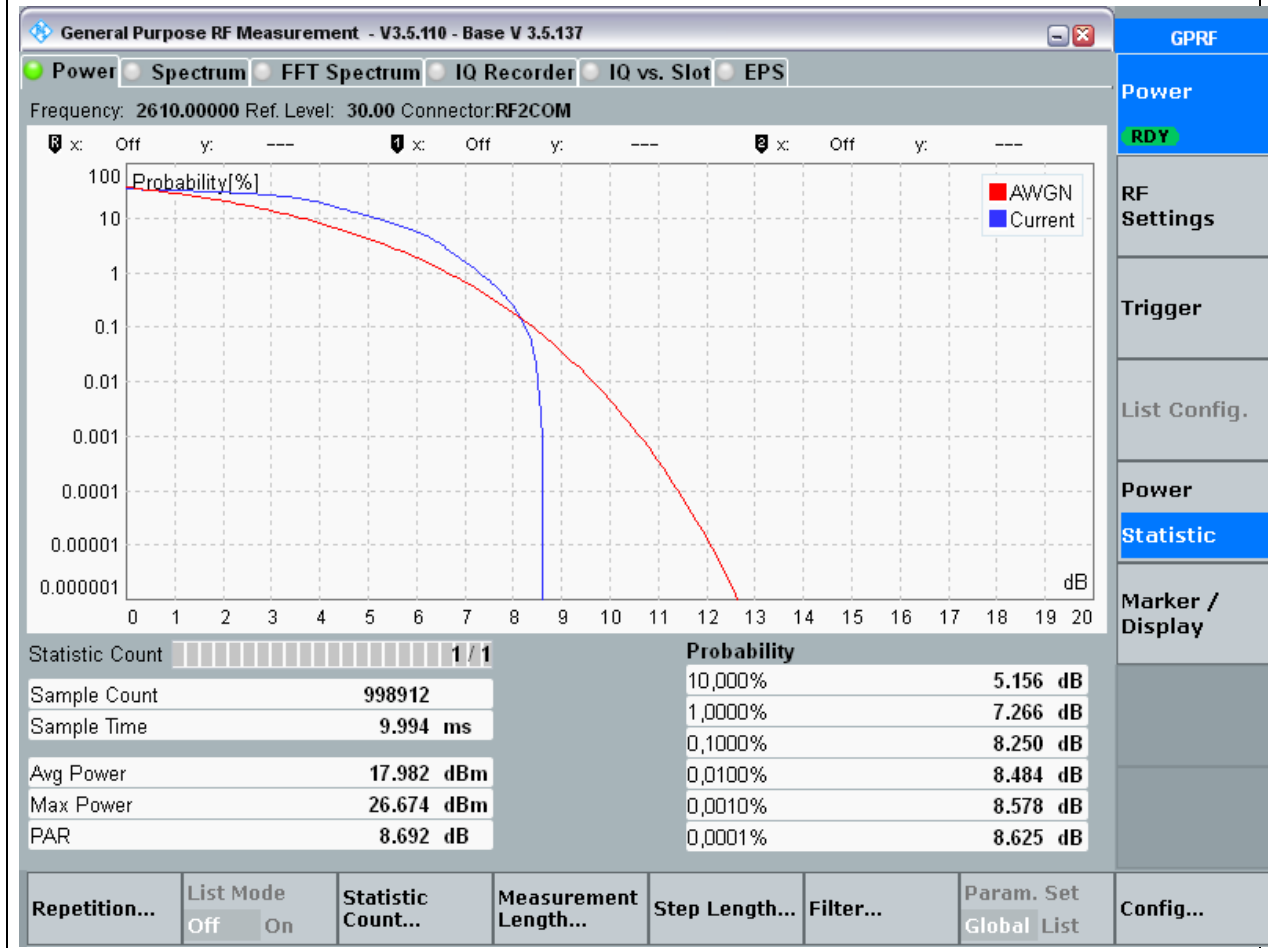 General Purpose RF Measurement - V3.5.110 - Base V 3.5.137
GPRF
Power Spectrum FFT Spectrum IQ Recorder IQ vs. Slot EPS
Frequency: 2610.00000 Ref. Level: 30.00 Connector:RF2COM
R x: Off y: --- 1 x: Off y: --- 2 x: Off y: ---
Probability[%]
100
10
1
0.1
0.01
0.001
0.0001
0.00001
0.000001
AWGN
Current
dB
0 1 2 3 4 5 6 7 8 9 10 11 12 13 14 15 16 17 18 19 20
Statistic Count 1 / 1
Sample Count 998912
Sample Time 9.994 ms
Avg Power 17.982 dBm
Max Power 26.674 dBm
PAR 8.692 dB
Probability
10,000% 5.156 dB
1,0000% 7.266 dB
0,1000% 8.250 dB
0,0100% 8.484 dB
0,0010% 8.578 dB
0,0001% 8.625 dB
Power
RDY
RF
Settings
Trigger
List Config.
Power
Statistic
Marker /
Display
Repetition...
List Mode
Off On
Statistic
Count...
Measurement
Length...
Step Length...
Filter...
Param. Set
Global List
Config...